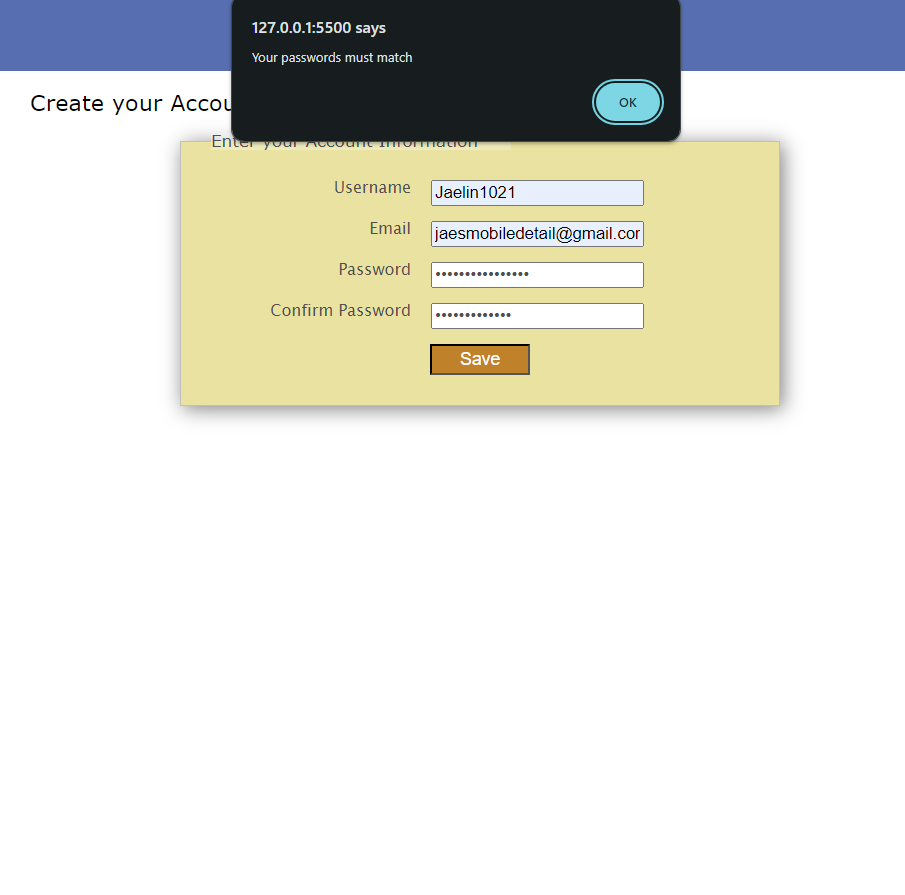 127.0.0.1:5500 says
Your passwords must match
OK
Create your Accou
Enter your Account Information
Username Jaelin1021
Email jaesmobiledetail@gmail.cor
Password ••••••••••••••••
Confirm Password •••••••••••••
Save